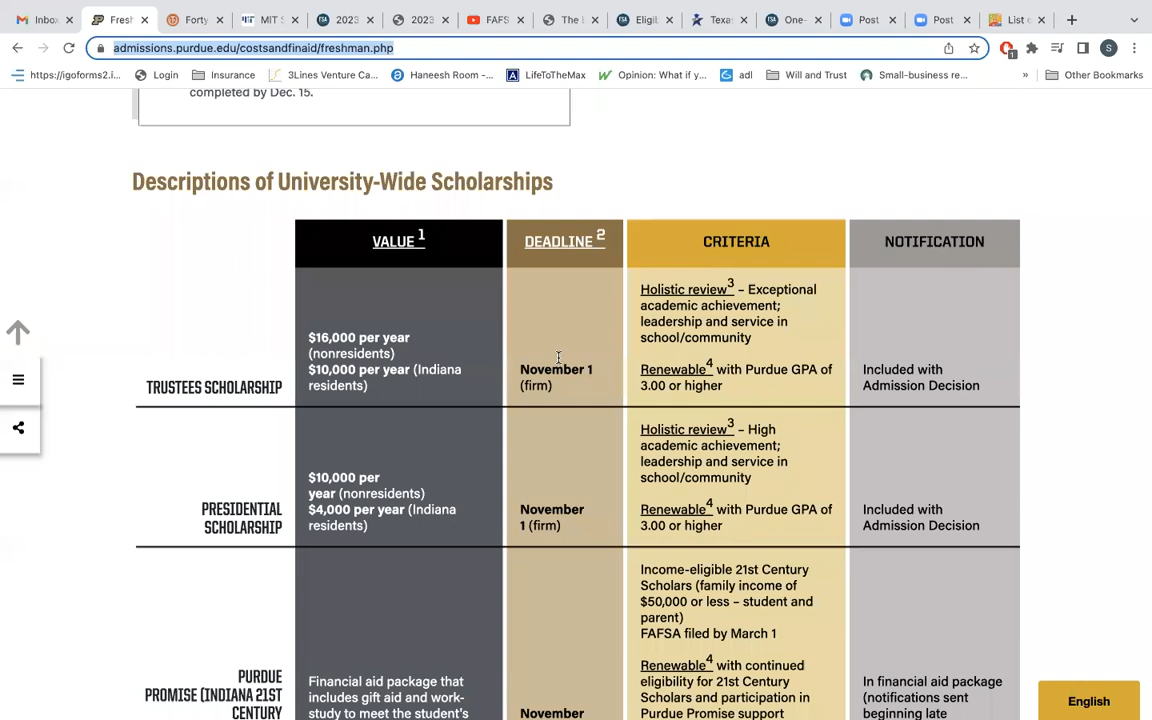 Inbox
Fresh
Forty
MIT S
2023
2023
FAFS
The I
Eligil
Texas
One-
Post
Post
List o
admissions.purdue.edu/costsandfinaid/freshman.php
S
1
https://igoforms2.i...
Login
Insurance
3Lines Venture Ca...
Haneesh Room -...
LifeToTheMax
Opinion: What if y...
adl
Will and Trust
Small-business re...
»
Other Bookmarks
completed by Dec. 15.
Descriptions of University-Wide Scholarships
VALUE 1
DEADLINE 2
CRITERIA
NOTIFICATION
TRUSTEES SCHOLARSHIP
$16,000 per year
(nonresidents)
$10,000 per year (Indiana
residents)
November 1
(firm)
Holistic review3 – Exceptional
academic achievement;
leadership and service in
school/community
Renewable4 with Purdue GPA of
3.00 or higher
Included with
Admission Decision
PRESIDENTIAL
SCHOLARSHIP
$10,000 per
year (nonresidents)
$4,000 per year (Indiana
residents)
November
1 (firm)
Holistic review3 – High
academic achievement;
leadership and service in
school/community
Renewable4 with Purdue GPA of
3.00 or higher
Included with
Admission Decision
PURDUE
PROMISE (INDIANA 21ST
CENTURY
Financial aid package that
includes gift aid and work-
study to meet the student's
November
Income-eligible 21st Century
Scholars (family income of
$50,000 or less – student and
parent)
FAFSA filed by March 1
Renewable4 with continued
eligibility for 21st Century
Scholars and participation in
Purdue Promise support
In financial aid package
(notifications sent
beginning late
English